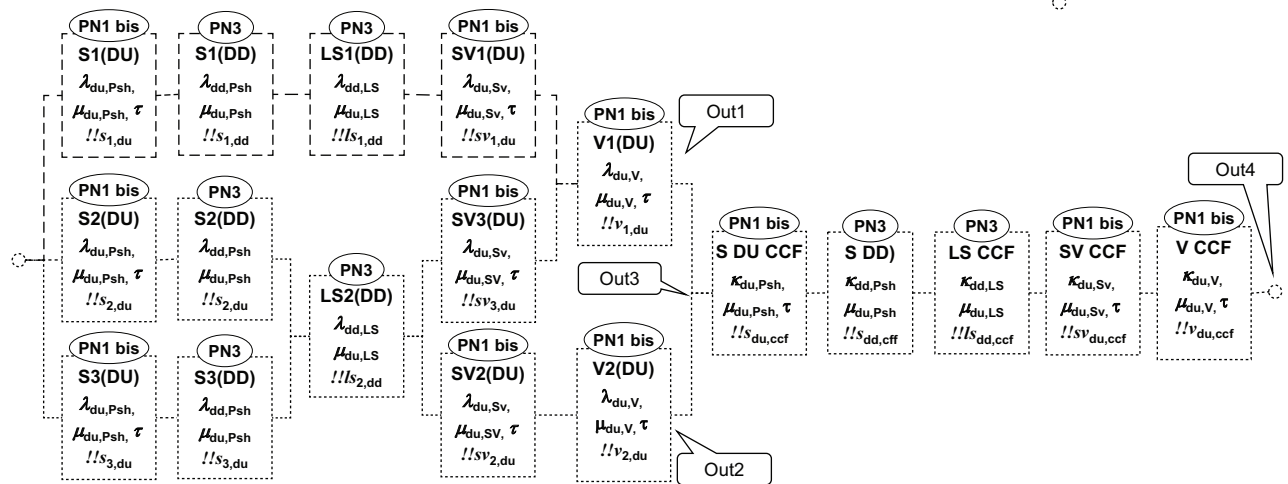 PN1 bis
S1(DU)
λdu,Psh,
μdu,Psh, τ
!!s1,du
PN3
S1(DD)
λdd,Psh
μdu,Psh
!!s1,dd
PN3
LS1(DD)
λdd,LS
μdu,LS
!!ls1,dd
PN1 bis
SV1(DU)
λdu,Sv,
μdu,Sv, τ
!!sv1,du
PN1 bis
V1(DU)
λdu,V,
μdu,V, τ
!!v1,du
Out1
PN1 bis
S2(DU)
λdu,Psh,
μdu,Psh, τ
!!s2,du
PN3
S2(DD)
λdd,Psh
μdu,Psh
!!s2,du
PN3
LS2(DD)
λdd,LS
μdu,LS
!!ls2,dd
PN1 bis
SV3(DU)
λdu,Sv,
μdu,SV, τ
!!sv3,du
PN1 bis
S3(DU)
λdu,Psh,
μdu,Psh, τ
!!s3,du
PN3
S3(DD)
λdd,Psh
μdu,Psh
!!s3,du
PN1 bis
SV2(DU)
λdu,Sv,
μdu,SV, τ
!!sv2,du
PN1 bis
V2(DU)
λdu,V,
μdu,V, τ
!!v2,du
Out2
Out3
PN1 bis
S DU CCF
κdu,Psh,
μdu,Psh, τ
!!sdu,ccf
PN3
S DD)
κdd,Psh
μdu,Psh
!!sdd,cff
PN3
LS CCF
κdd,LS
μdu,LS
!!lsdd,ccf
PN1 bis
SV CCF
κdu,Sv,
μdu,Sv, τ
!!svdu,ccf
PN1 bis
V CCF
κdu,V,
μdu,V, τ
!!vdu,ccf
Out4